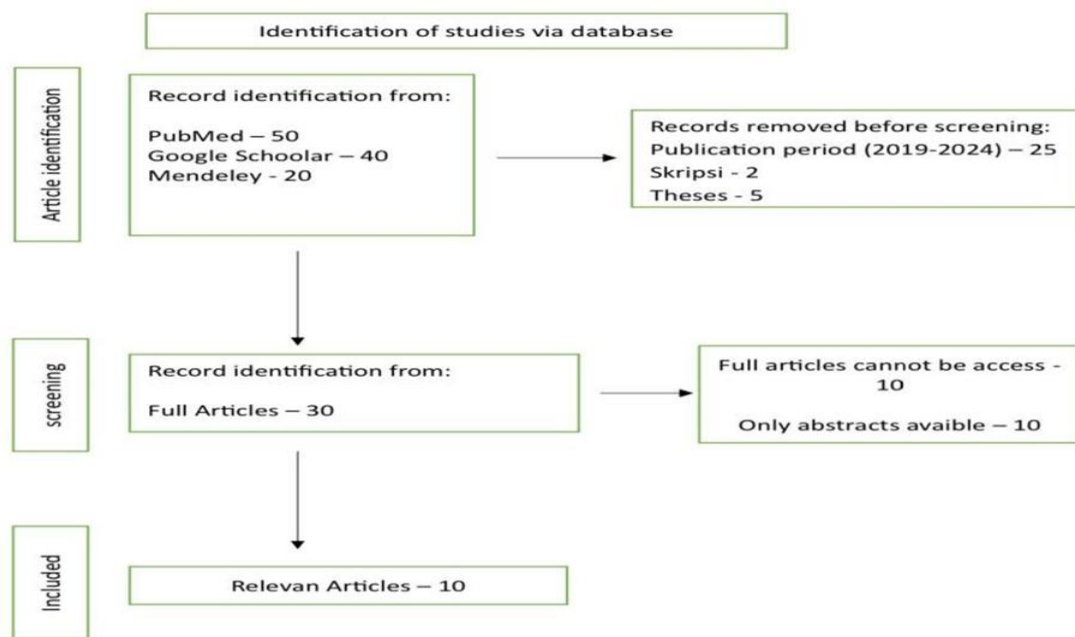 Identification of studies via database
Article identification
Record identification from:
PubMed – 50
Google Schoolar – 40
Mendeley - 20
Records removed before screening:
Publication period (2019-2024) – 25
Skripsi - 2
Theses - 5
screening
Record identification from:
Full Articles – 30
Full articles cannot be access -
10
Only abstracts avaible – 10
Included
Relevan Articles – 10